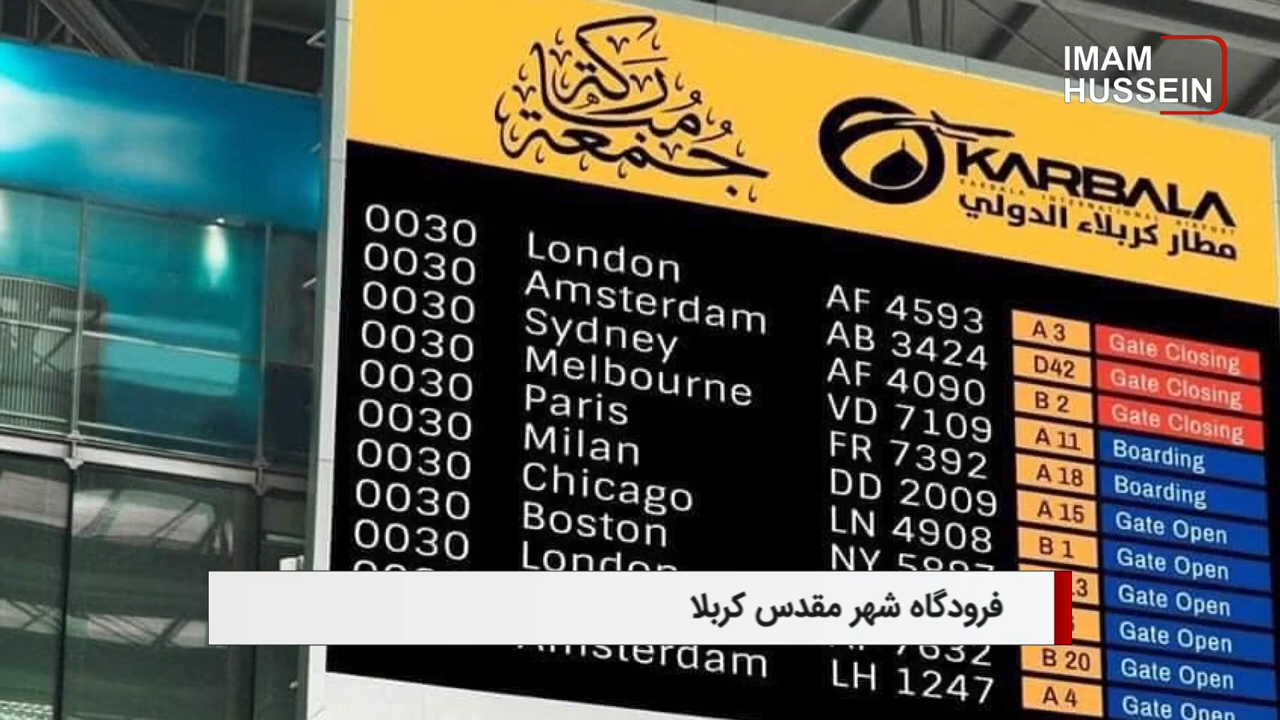 IMAM
HUSSEIN
جمعة مباركة
KARBALA
KARBALA INTERNATIONAL AIRPORT
مطار كربلاء الدولي
0030 London AF 4593 A 3 Gate Closing
0030 Amsterdam AB 3424 D42 Gate Closing
0030 Sydney AF 4090 B 2 Gate Closing
0030 Melbourne VD 7109 A 11 Boarding
0030 Paris FR 7392 A 18 Boarding
0030 Milan DD 2009 A 15 Gate Open
0030 Chicago LN 4908 B 1 Gate Open
0030 Boston NY Gate Open
0030 London Gate Open
7632 B 20 Gate Open
Amsterdam LH 1247 A 4 Gate Open
فرودگاه شهر مقدس کربلا